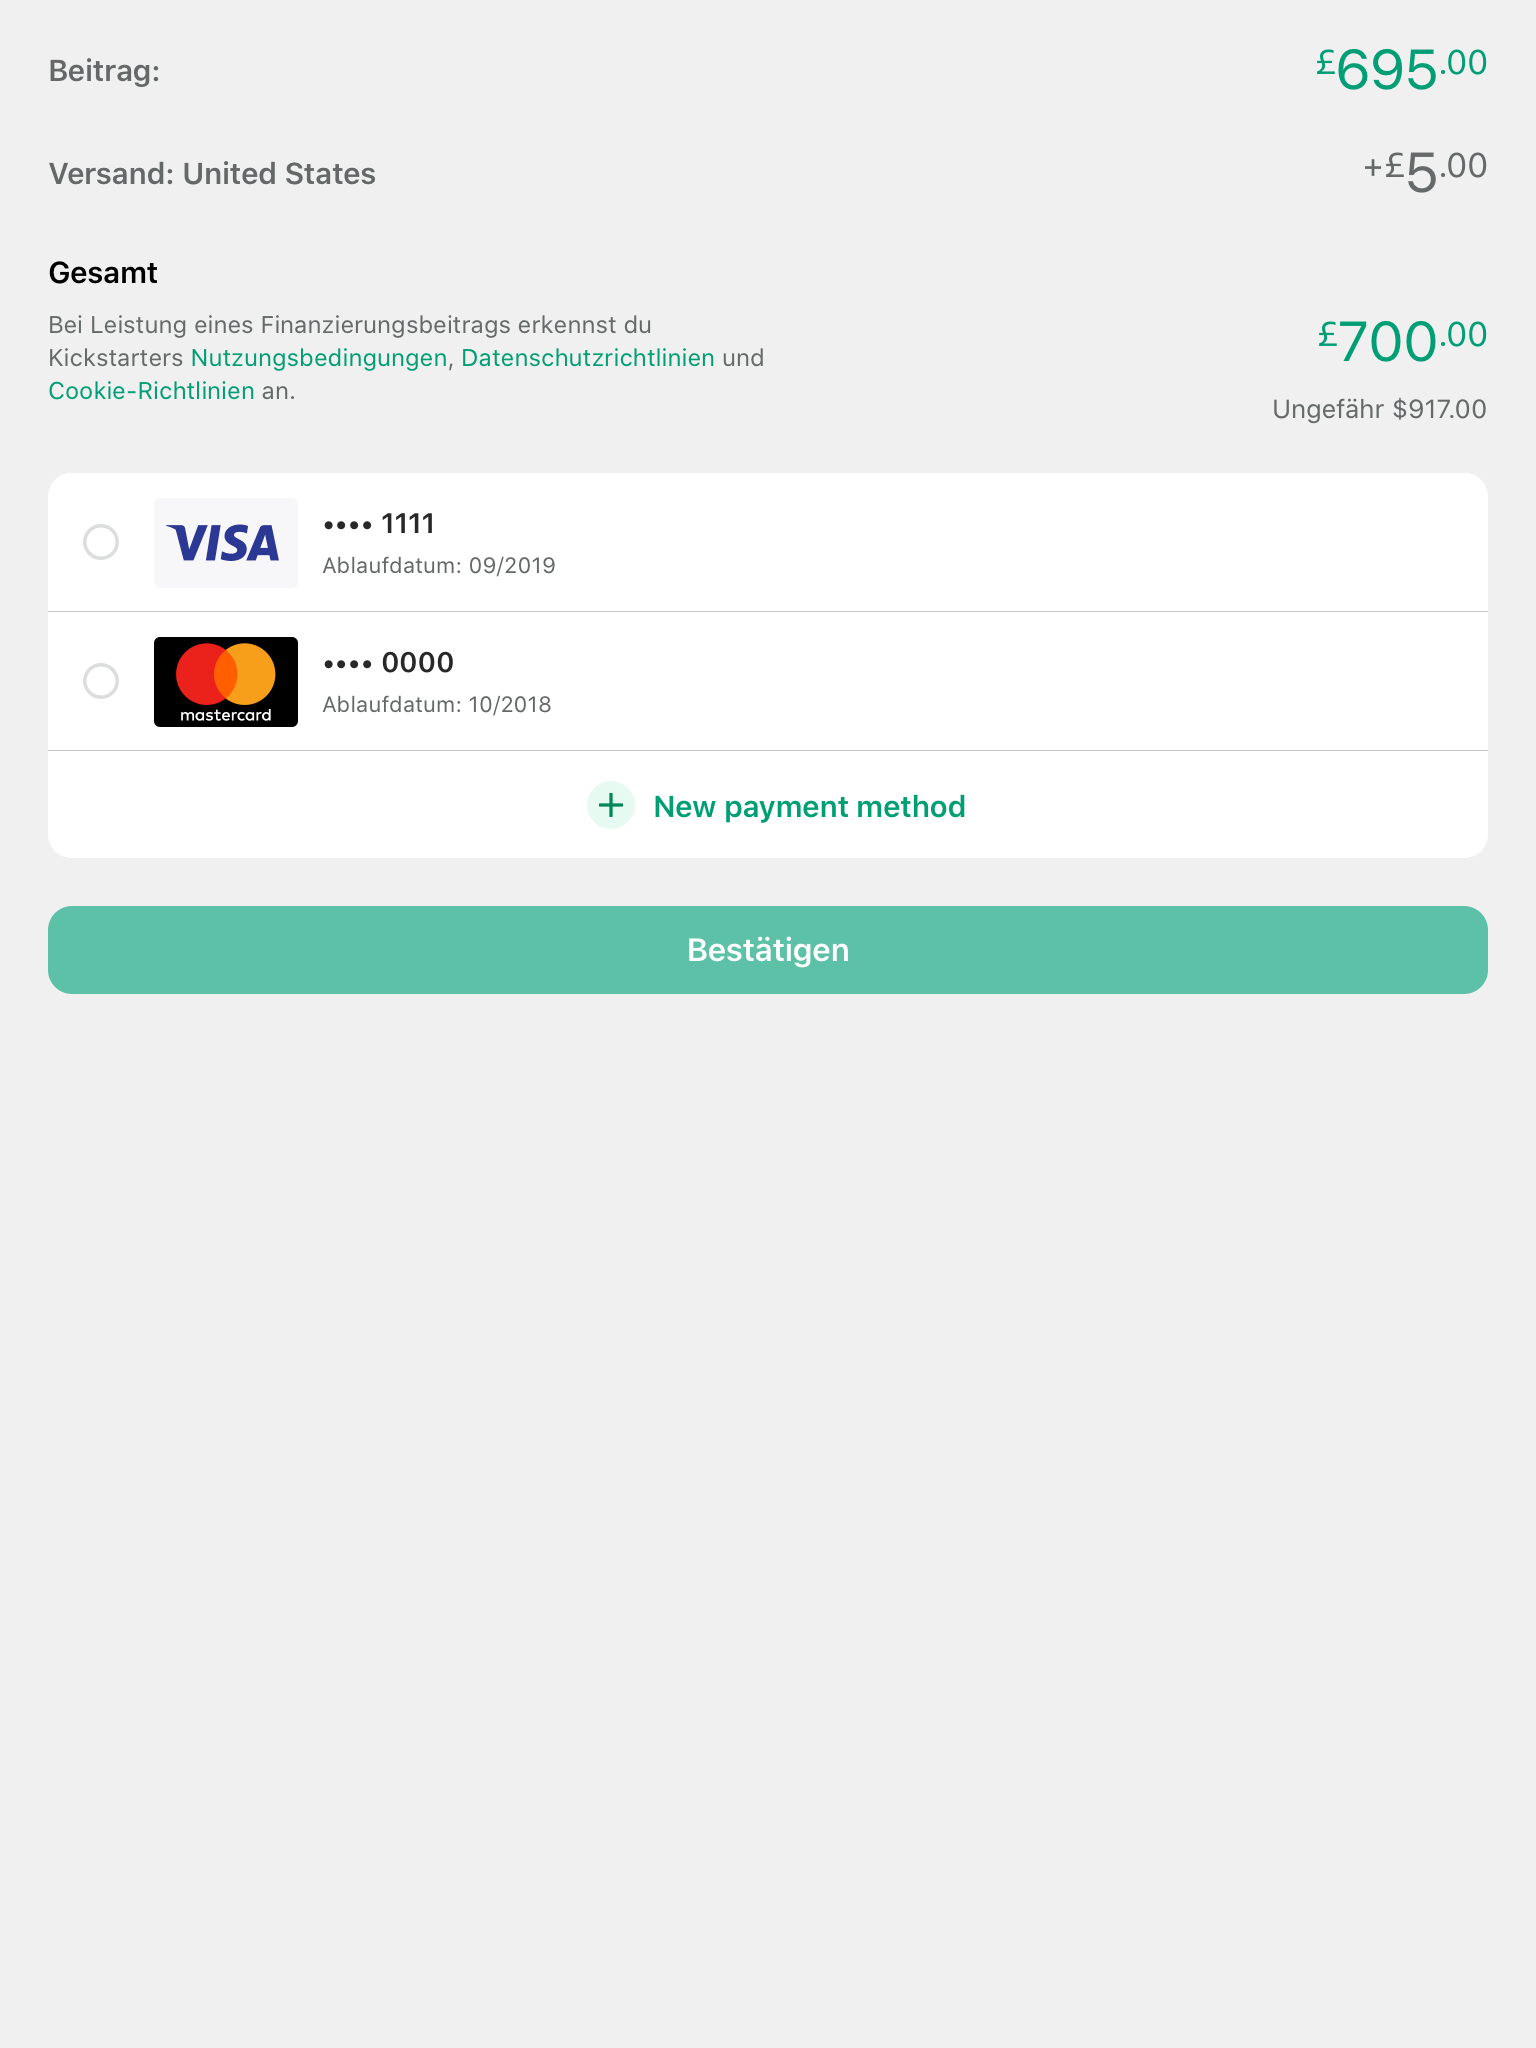 Beitrag:
£695.00
Versand: United States
+£5.00
Gesamt
Bei Leistung eines Finanzierungsbeitrags erkennst du
Kickstarters Nutzungsbedingungen, Datenschutzrichtlinien und
Cookie-Richtlinien an.
£700.00
Ungefähr $917.00
VISA
•••• 1111
Ablaufdatum: 09/2019
mastercard
•••• 0000
Ablaufdatum: 10/2018
+ New payment method
Bestätigen